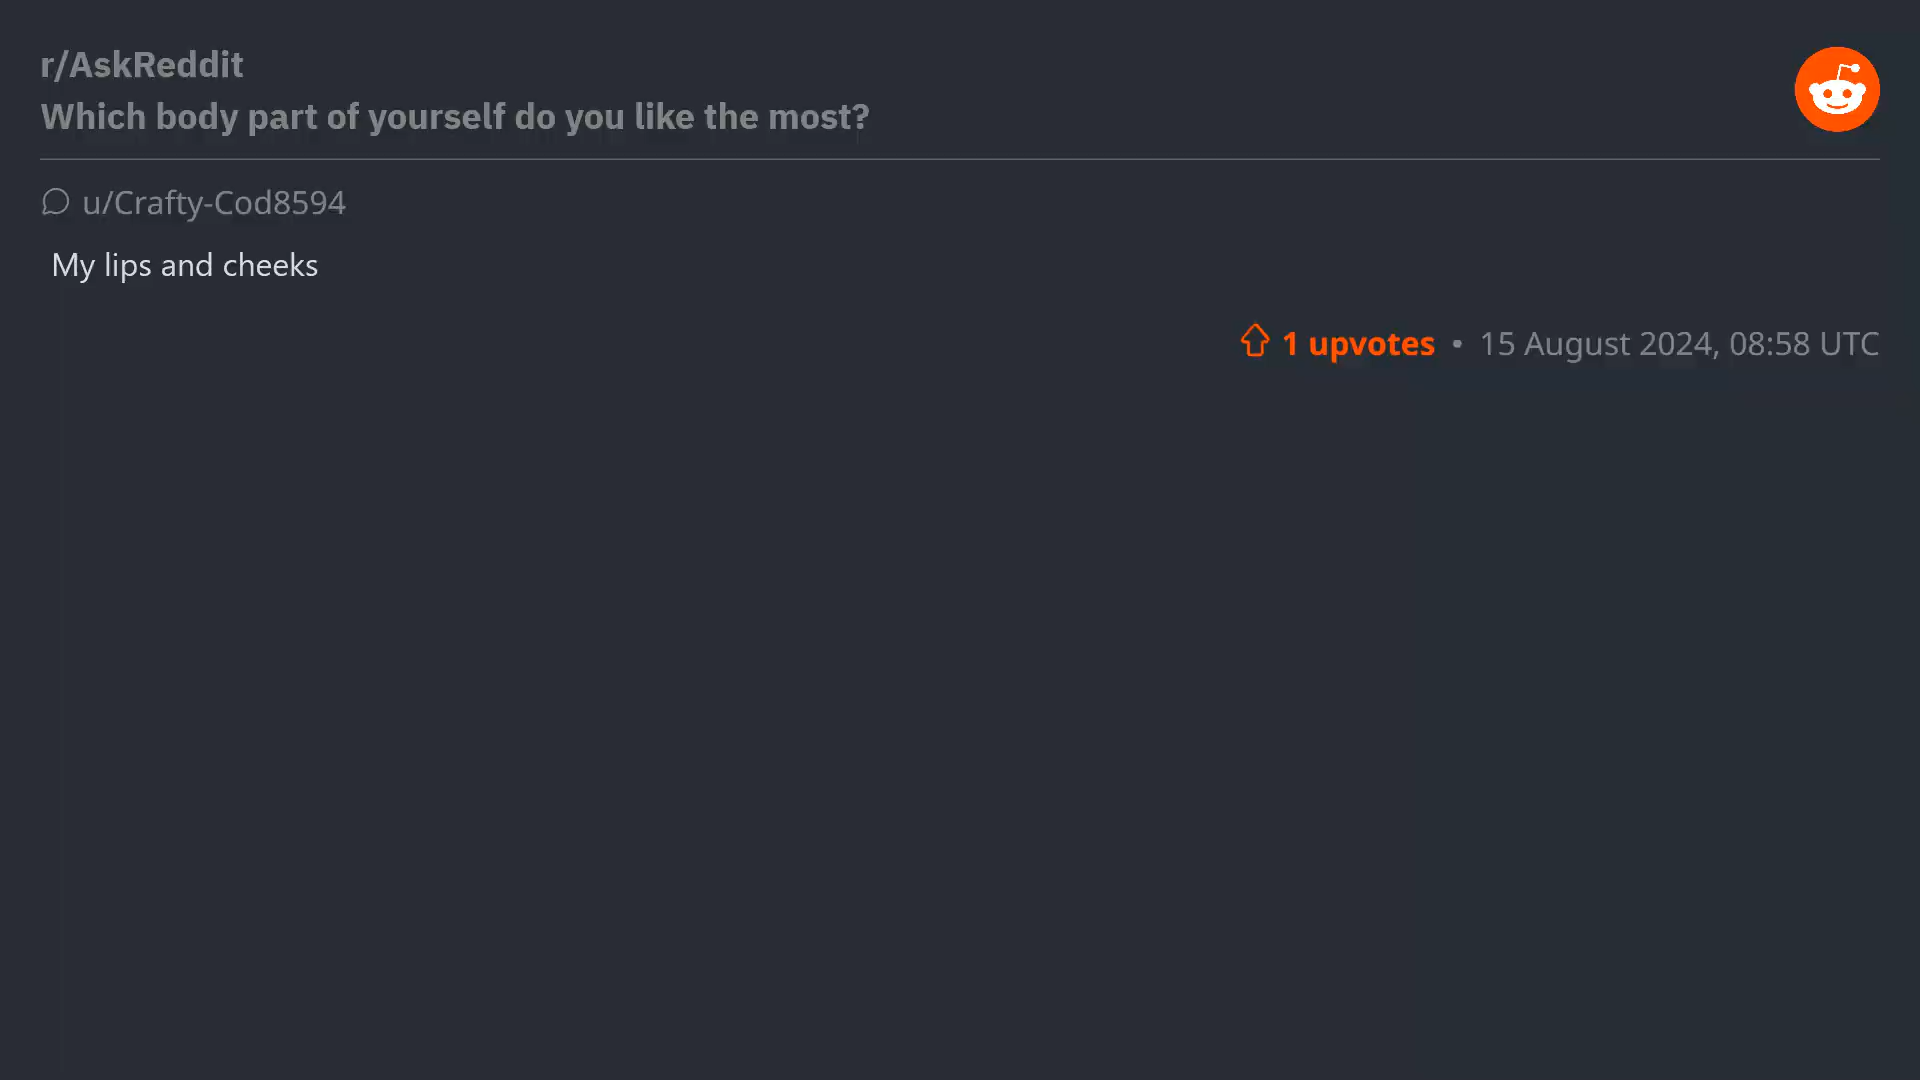 r/AskReddit
Which body part of yourself do you like the most?
u/Crafty-Cod8594
My lips and cheeks
1 upvotes • 15 August 2024, 08:58 UTC